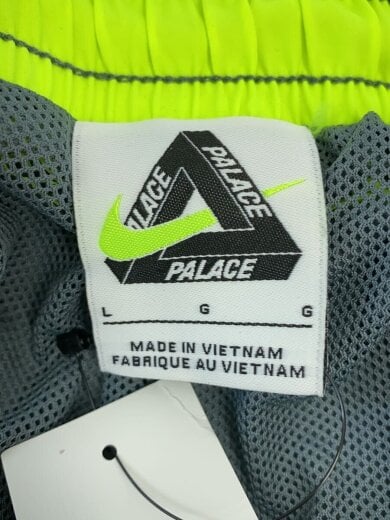 PALACE
PALACE
PALACE
L G G
MADE IN VIETNAM
FABRIQUE AU VIETNAM